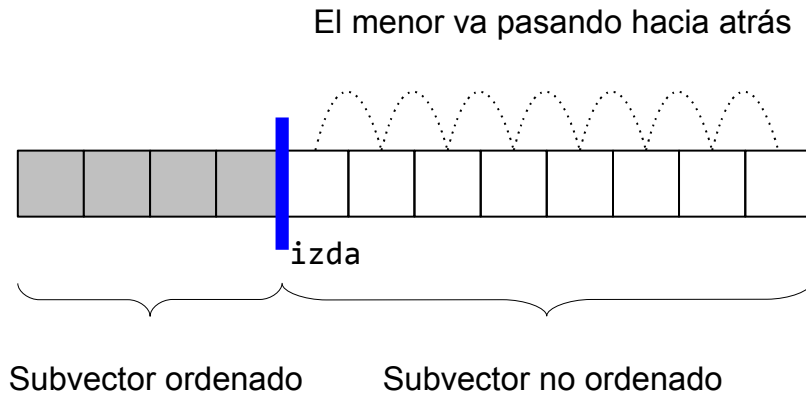 El menor va pasando hacia atrás
izda
Subvector ordenado
Subvector no ordenado